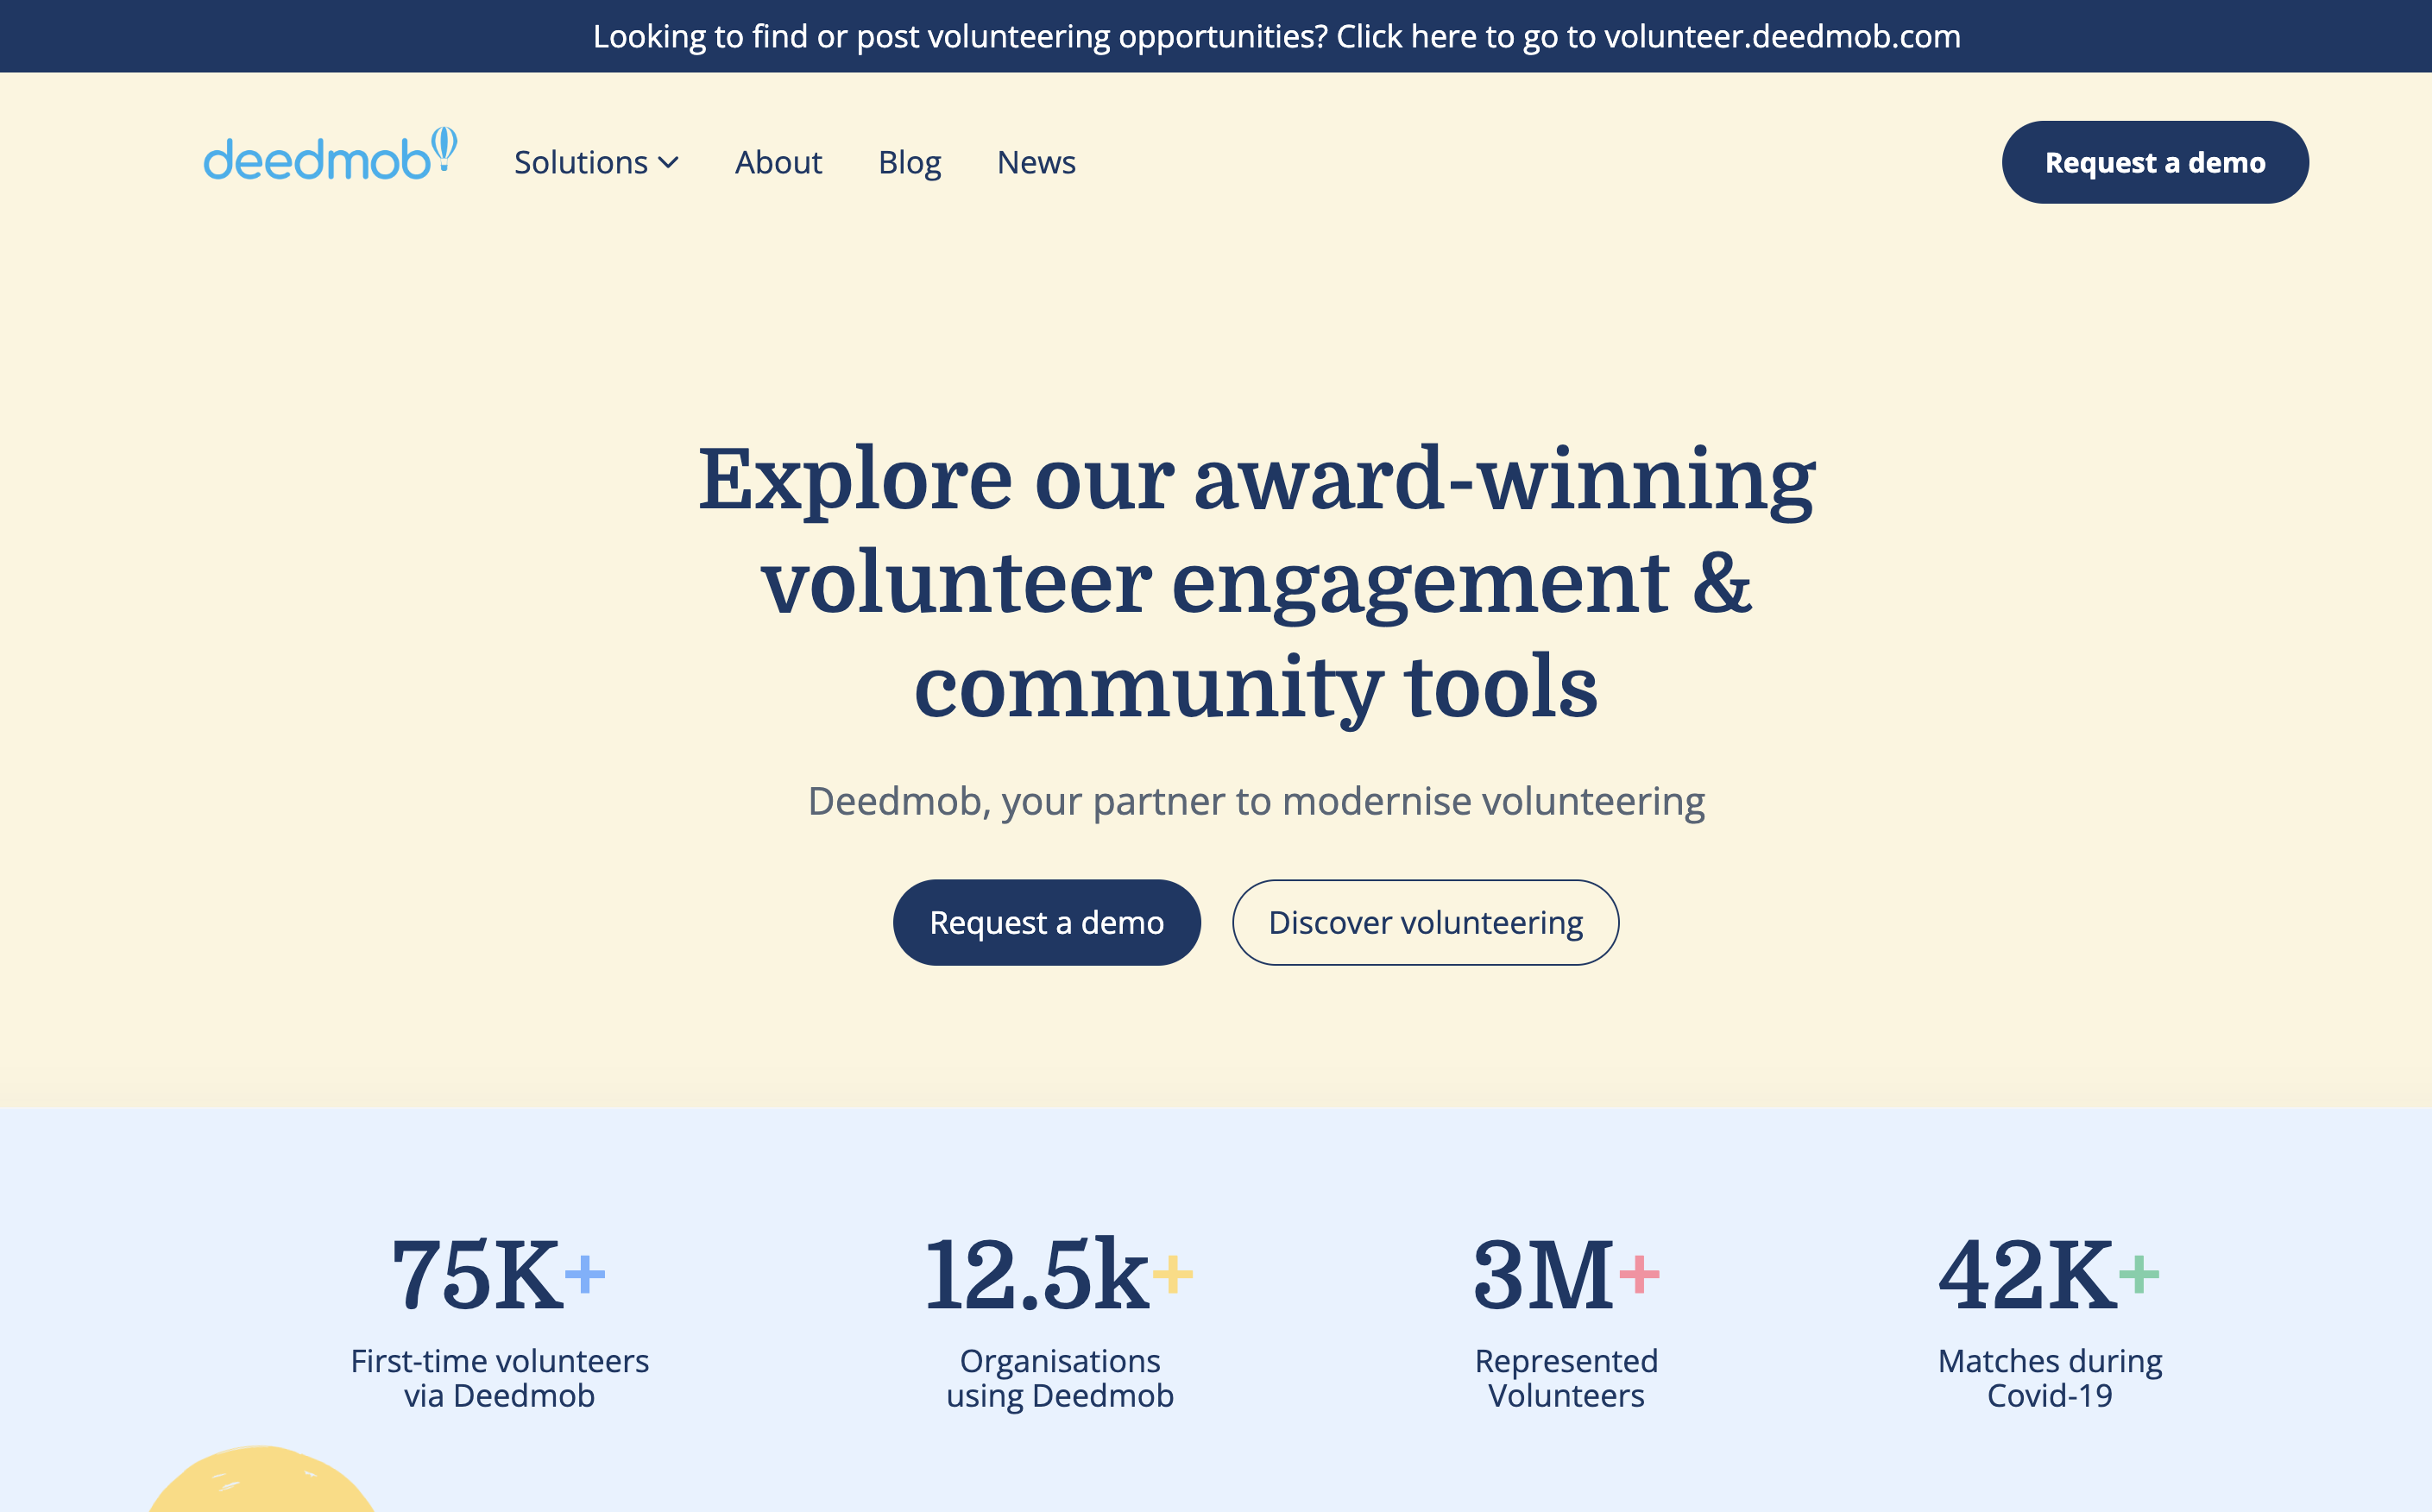 Looking to find or post volunteering opportunities? Click here to go to volunteer.deedmob.com
deedmob
Solutions
About
Blog
News
Request a demo
Explore our award-winning
volunteer engagement &
community tools
Deedmob, your partner to modernise volunteering
Request a demo
Discover volunteering
75K+
First-time volunteers
via Deedmob
12.5k+
Organisations
using Deedmob
3M+
Represented
Volunteers
42K+
Matches during
Covid-19